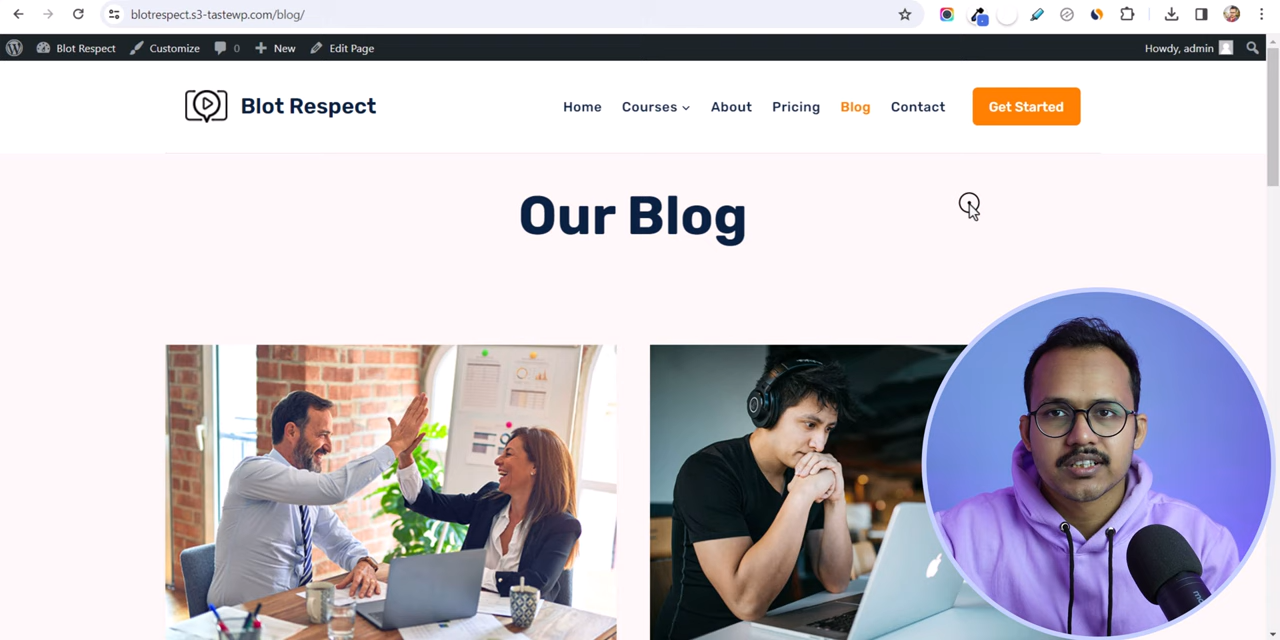 blotrespect.s3-tastewp.com/blog/
Blot Respect Customize 0 New Edit Page Howdy, admin
Blot Respect Home Courses About Pricing Blog Contact Get Started
Our Blog